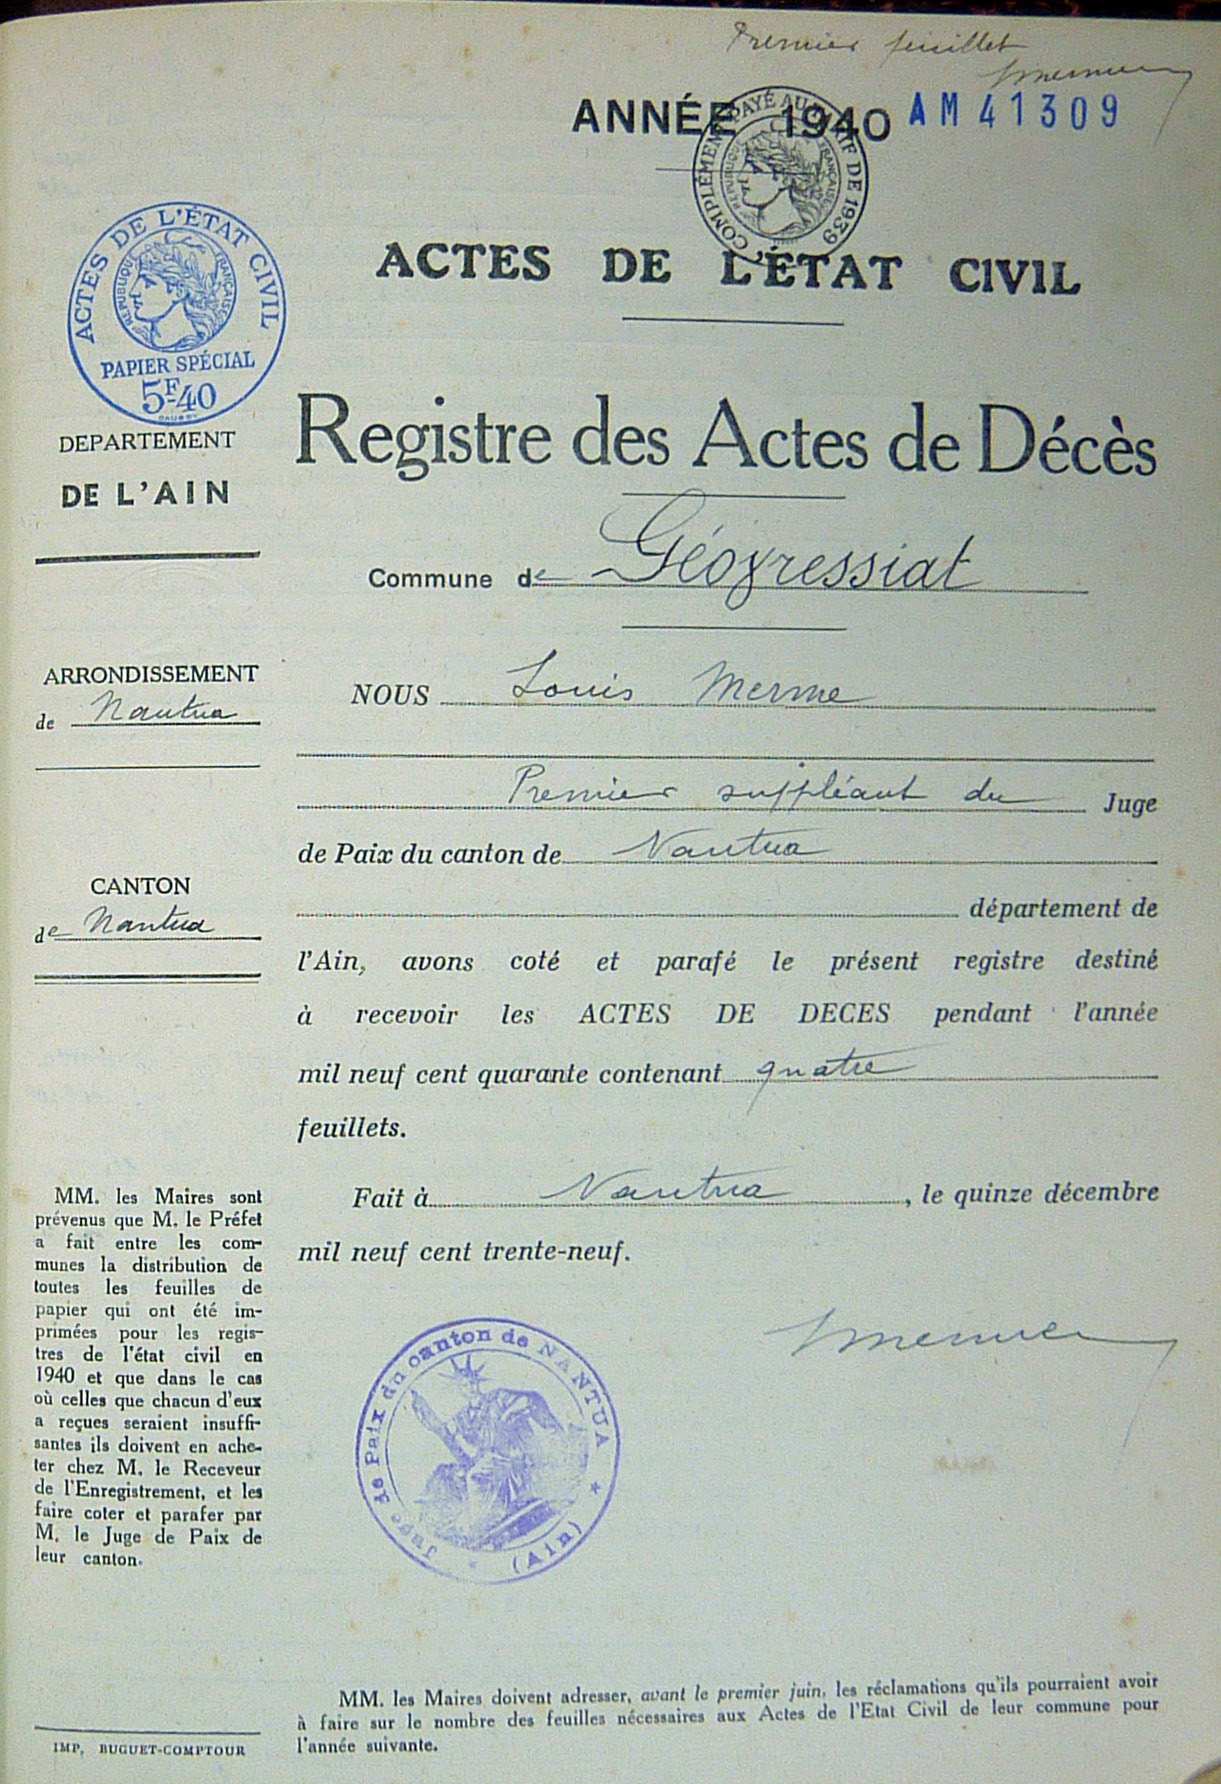 Premier feuillet
ANNÉE 1940
AM 41309
COMPLÉMENT PAYÉ AU TARIF DE 1939
RÉPUBLIQUE FRANÇAISE
ACTES DE L'ÉTAT CIVIL
RÉPUBLIQUE FRANÇAISE
PAPIER SPÉCIAL
5F40
ACTES DE L'ÉTAT CIVIL
DEPARTEMENT
DE L'AIN
Registre des Actes de Décès
Commune de Géovressiat
ARRONDISSEMENT
de Nantua
CANTON
de Nantua
NOUS Louis Merme
Premier suppléant du Juge
de Paix du canton de Nantua
département de
l'Ain, avons coté et parafé le présent registre destiné
à recevoir les ACTES DE DECES pendant l'année
mil neuf cent quarante contenant quatre
feuillets.
Fait à Nantua, le quinze décembre
mil neuf cent trente-neuf.
MM. les Maires sont
prévenus que M. le Préfet
a fait entre les com-
munes la distribution de
toutes les feuilles de
papier qui ont été im-
primées pour les regis-
tres de l'état civil en
1940 et que dans le cas
où celles que chacun d'eux
a reçues seraient insuffi-
santes ils doivent en ache-
ter chez M. le Receveur
de l'Enregistrement, et les
faire coter et parafer par
M. le Juge de Paix de
leur canton.
Juge de Paix du canton de NANTUA
(Ain)
MM. les Maires doivent adresser, avant le premier juin, les réclamations qu'ils pourraient avoir
à faire sur le nombre des feuilles nécessaires aux Actes de l'Etat Civil de leur commune pour
l'année suivante.
IMP. BUGUET-COMPTOUR